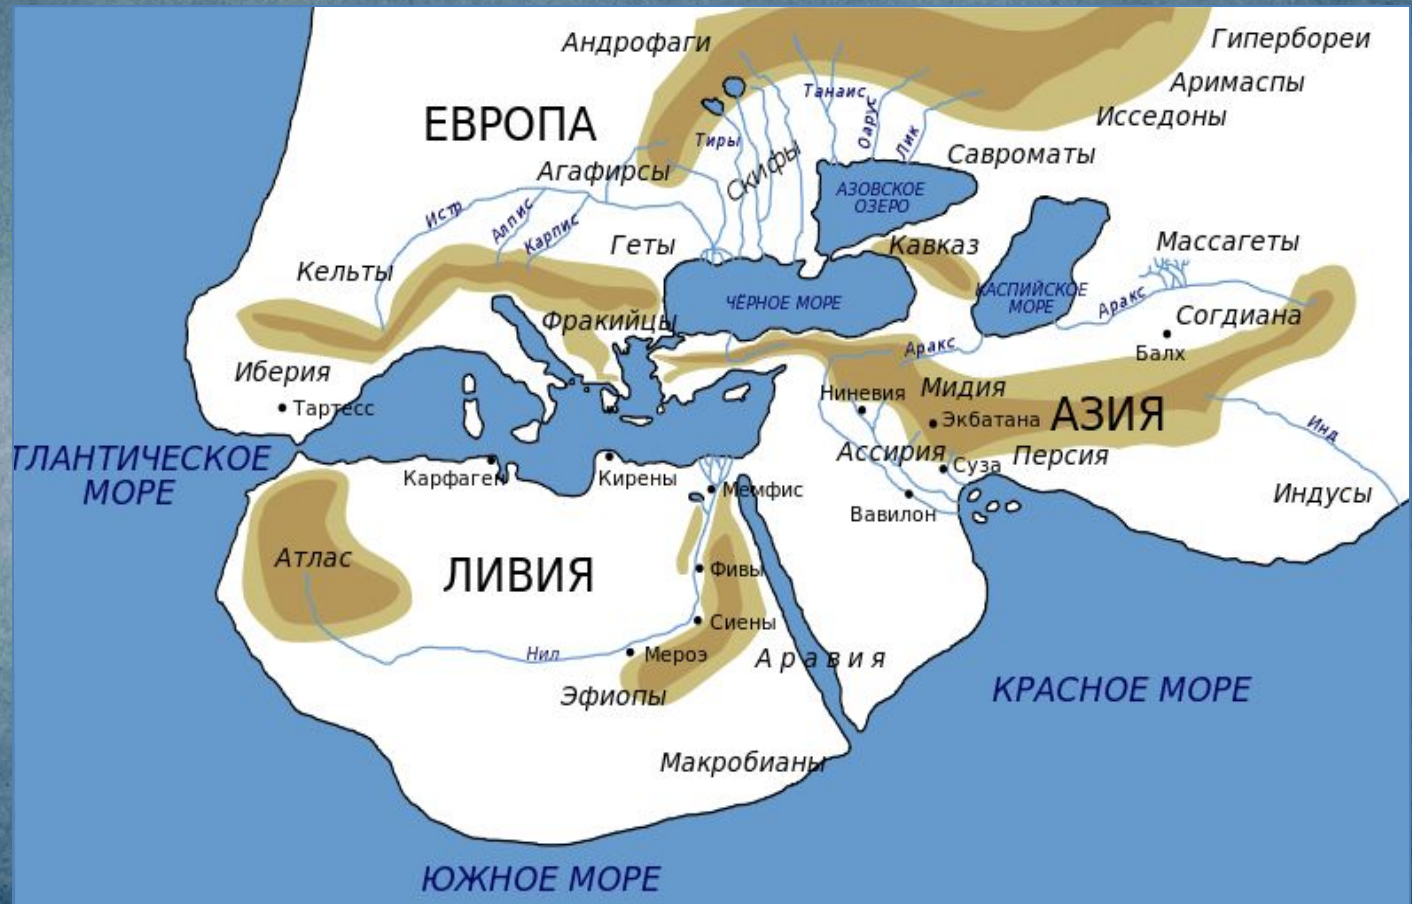 Андрофаги
Гипербореи
Аримаспы
Исседоны
ЕВРОПА
Танаис
Оарус
Лик
Тиры
Скифы
Савроматы
Агафирсы
АЗОВСКОЕ
ОЗЕРО
Истр
Алпис
Карпис
Геты
Кавказ
Массагеты
Кельты
ЧЁРНОЕ МОРЕ
КАСПИЙСКОЕ
МОРЕ
Аракс
Согдиана
Фракийцы
Аракс
Балх
Иберия
Тартесс
Ниневия
Мидия
Экбатана
АЗИЯ
Инд
ТЛАНТИЧЕСКОЕ
МОРЕ
Карфаген
Кирены
Мемфис
Ассирия
Суза
Персия
Вавилон
Индусы
Атлас
ЛИВИЯ
Фивы
Сиены
Нил
Мероэ
Аравия
Эфиопы
КРАСНОЕ МОРЕ
Макробианы
ЮЖНОЕ МОРЕ